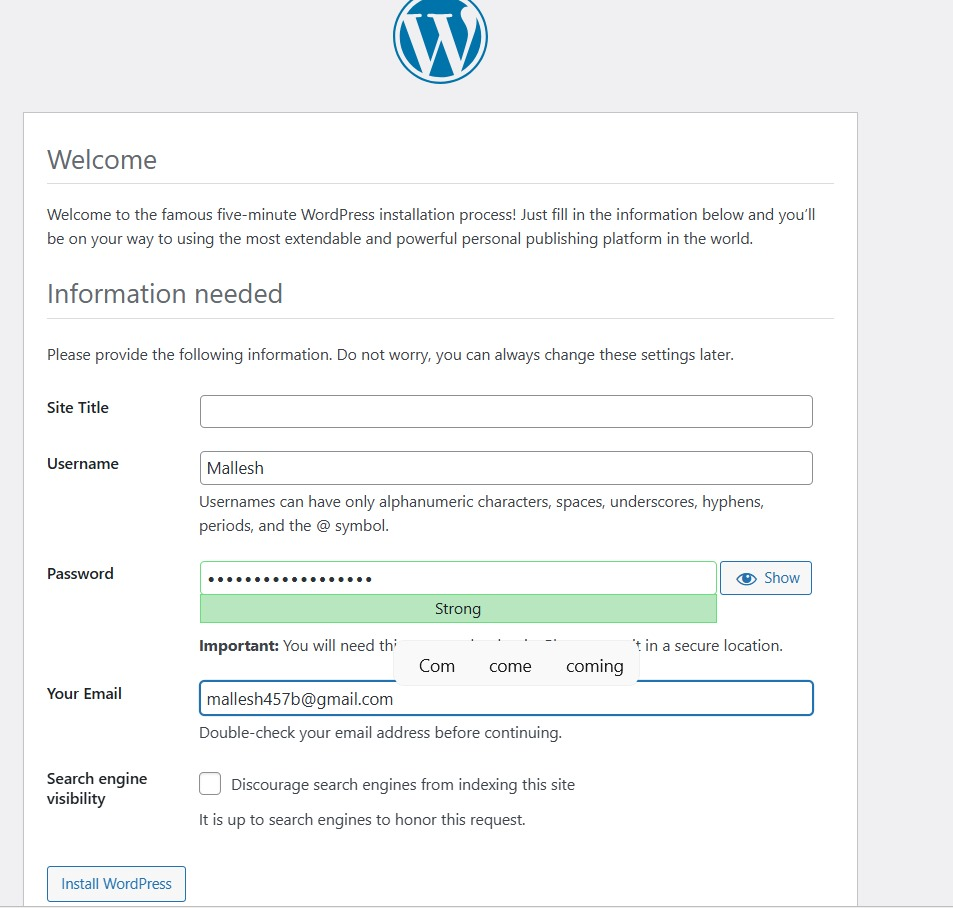 Welcome
Welcome to the famous five-minute WordPress installation process! Just fill in the information below and you’ll
be on your way to using the most extendable and powerful personal publishing platform in the world.
Information needed
Please provide the following information. Do not worry, you can always change these settings later.
Site Title
Username
Mallesh
Usernames can have only alphanumeric characters, spaces, underscores, hyphens,
periods, and the @ symbol.
Password
••••••••••••••••••
Show
Strong
Important: You will need in a secure location.
Com come coming
Your Email
mallesh457b@gmail.com
Double-check your email address before continuing.
Search engine
visibility
Discourage search engines from indexing this site
It is up to search engines to honor this request.
Install WordPress